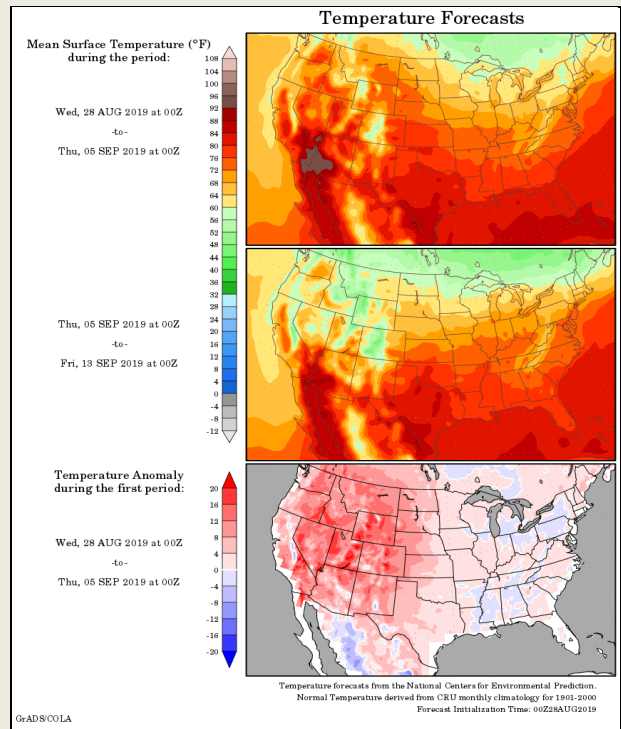 Temperature Forecasts
Mean Surface Temperature (°F)
during the period:
Wed, 28 AUG 2019 at 00Z
-to-
Thu, 05 SEP 2019 at 00Z
108
104
100
96
92
88
84
80
76
72
68
64
60
56
52
48
44
40
36
32
28
24
20
16
12
8
4
0
-4
-8
-12
Thu, 05 SEP 2019 at 00Z
-to-
Fri, 13 SEP 2019 at 00Z
Temperature Anomaly
during the first period:
Wed, 28 AUG 2019 at 00Z
-to-
Thu, 05 SEP 2019 at 00Z
20
16
12
8
4
0
-4
-8
-12
-16
-20
Temperature forecasts from the National Centers for Environmental Prediction.
Normal Temperature derived from CRU monthly climatology for 1901-2000
Forecast Initialization Time: 00Z28AUG2019
GrADS/COLA